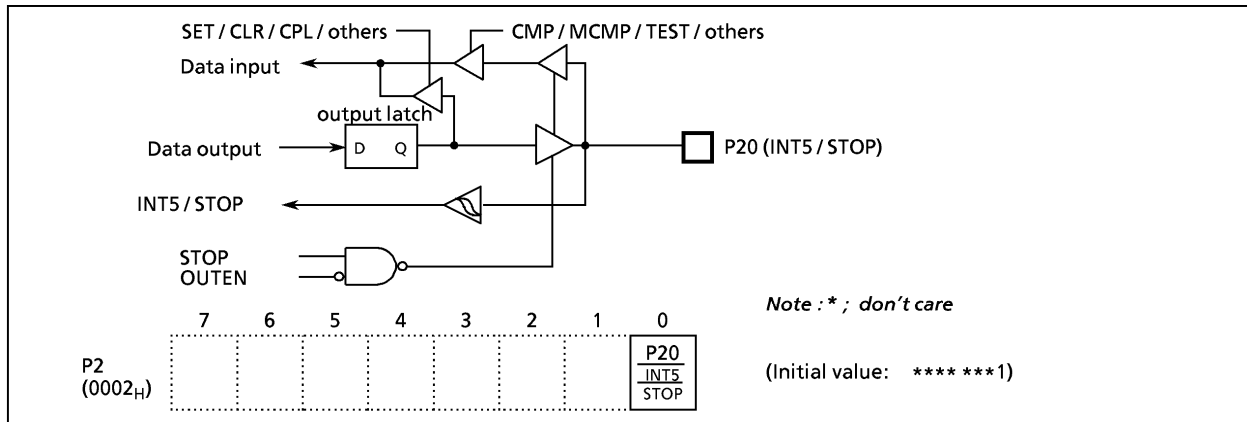 SET / CLR / CPL / others
CMP / MCMP / TEST / others
Data input
output latch
Data output
D Q
P20 (INT5 / STOP)
INT5 / STOP
STOP
OUTEN
Note : * ; don't care
7 6 5 4 3 2 1 0
P2
(0002H)
P20
INT5
STOP
(Initial value: **** ***1)